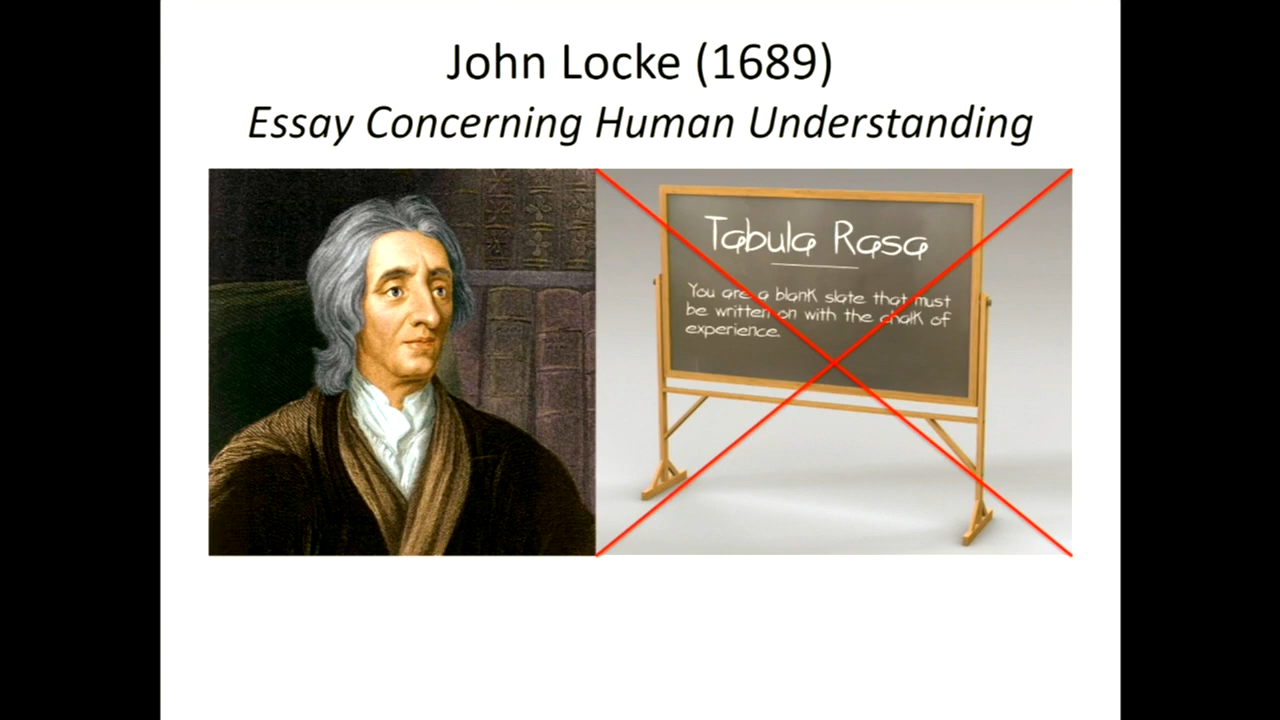 John Locke (1689)
Essay Concerning Human Understanding
Tabula Rasa
You are a blank slate that must
be written on with the chalk of
experience.